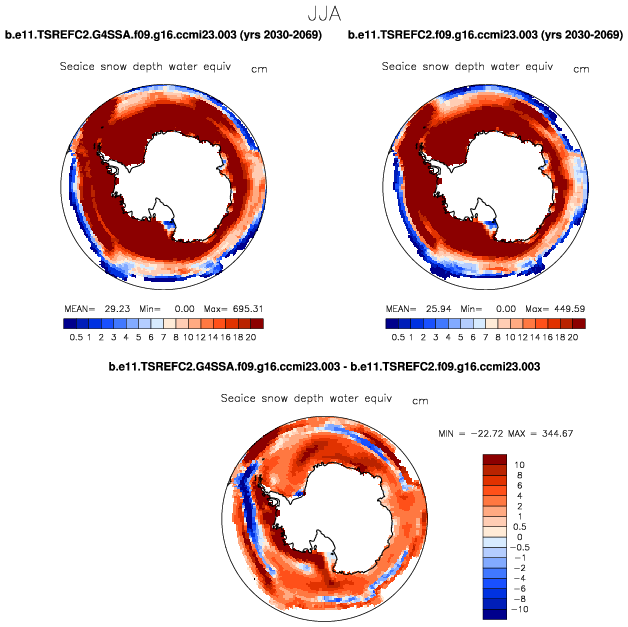 JJA
b.e11.TSREFC2.G4SSA.f09.g16.ccmi23.003 (yrs 2030-2069)
b.e11.TSREFC2.f09.g16.ccmi23.003 (yrs 2030-2069)
Seaice snow depth water equiv cm
Seaice snow depth water equiv cm
MEAN= 29.23 Min= 0.00 Max= 695.31
MEAN= 25.94 Min= 0.00 Max= 449.59
0.5 1 2 3 4 5 6 7 8 10 12 14 16 18 20
0.5 1 2 3 4 5 6 7 8 10 12 14 16 18 20
b.e11.TSREFC2.G4SSA.f09.g16.ccmi23.003 - b.e11.TSREFC2.f09.g16.ccmi23.003
Seaice snow depth water equiv cm
MIN = -22.72 MAX = 344.67
10
8
6
4
2
1
0.5
0
-0.5
-1
-2
-4
-6
-8
-10